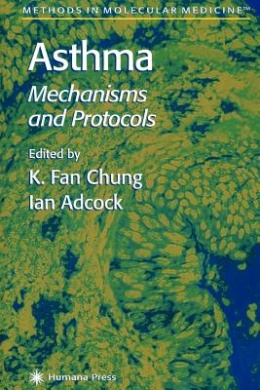 METHODS IN MOLECULAR MEDICINE™
Asthma
Mechanisms
and Protocols
Edited by
K. Fan Chung
Ian Adcock
Humana Press